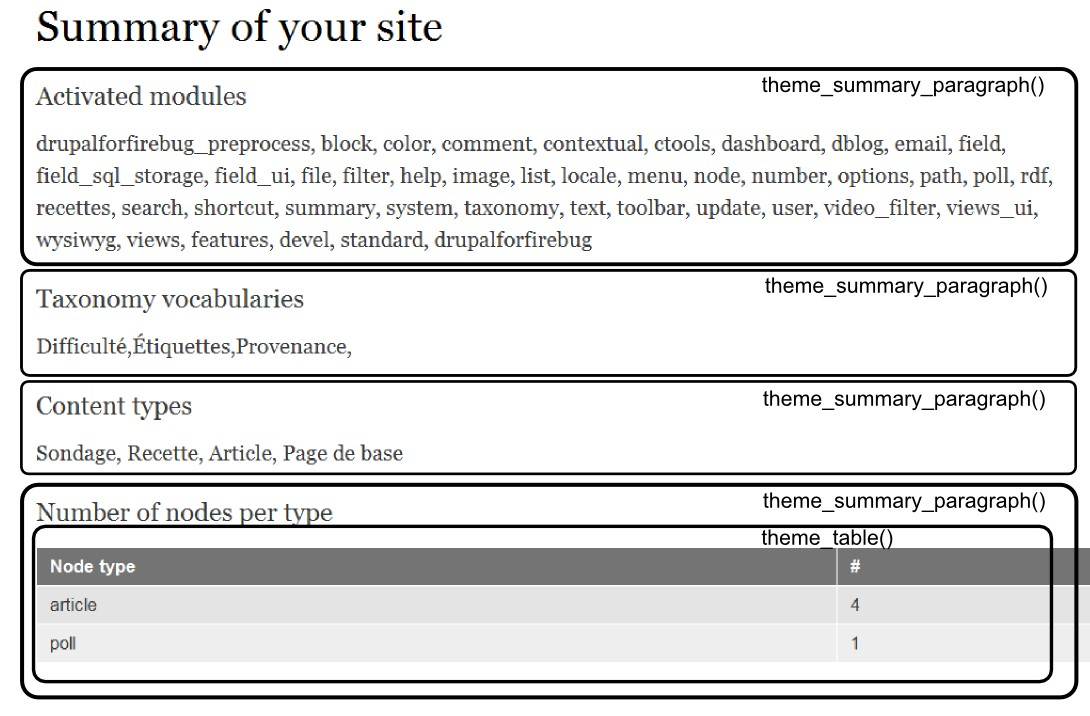 Summary of your site
theme_summary_paragraph()
Activated modules
drupalforfirebug_preprocess, block, color, comment, contextual, ctools, dashboard, dblog, email, field,
field_sql_storage, field_ui, file, filter, help, image, list, locale, menu, node, number, options, path, poll, rdf,
recettes, search, shortcut, summary, system, taxonomy, text, toolbar, update, user, video_filter, views_ui,
wysiwyg, views, features, devel, standard, drupalforfirebug
theme_summary_paragraph()
Taxonomy vocabularies
Difficulté,Étiquettes,Provenance,
theme_summary_paragraph()
Content types
Sondage, Recette, Article, Page de base
theme_summary_paragraph()
Number of nodes per type
theme_table()
Node type #
article 4
poll 1